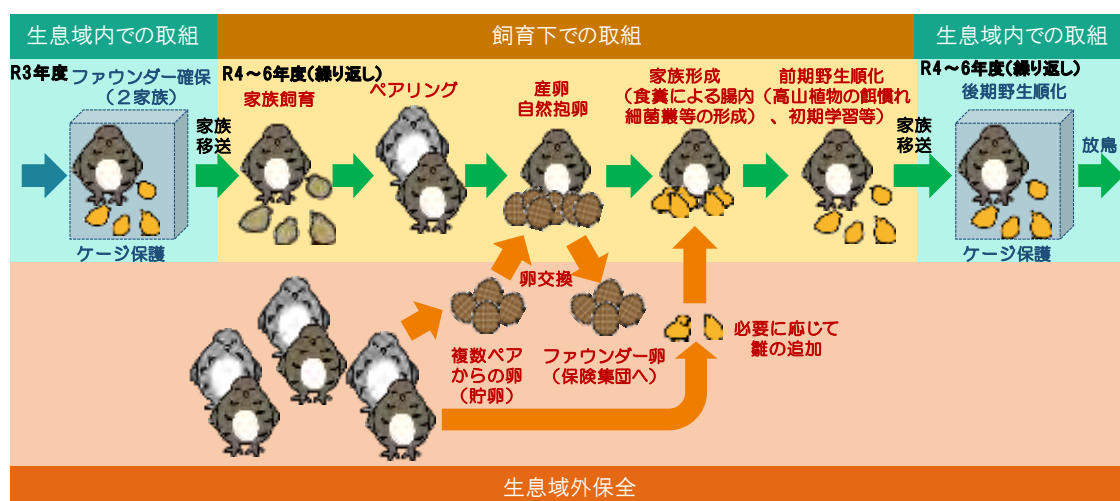 生息域内での取組
飼育下での取組
生息域内での取組
R3年度
ファウンダー確保
（２家族）
ケージ保護
家族
移送
R4～6年度(繰り返し)
家族飼育
ペアリング
産卵
自然抱卵
家族形成
（食糞による腸内
細菌叢等の形成）
前期野生順化
（高山植物の餌慣れ
、初期学習等）
家族
移送
R4～6年度(繰り返し)
後期野生順化
ケージ保護
放鳥
卵交換
複数ペア
からの卵
（貯卵）
ファウンダー卵
（保険集団へ）
必要に応じて
雛の追加
生息域外保全